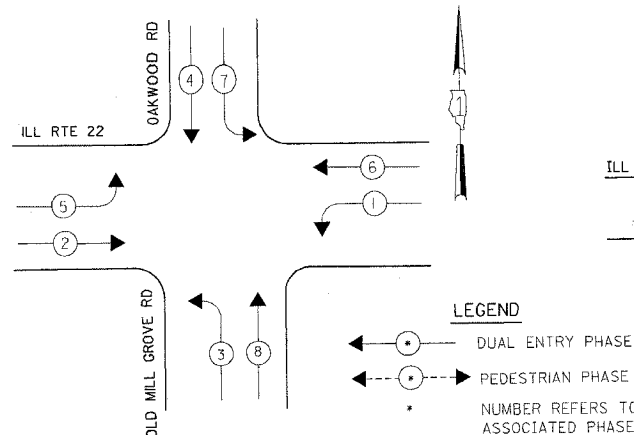 OAKWOOD RD
4
7
ILL RTE 22
6
5
1
2
3
8
OLD MILL GROVE RD
ILL
LEGEND
* DUAL ENTRY PHASE
* PEDESTRIAN PHASE
* NUMBER REFERS TO
ASSOCIATED PHASE